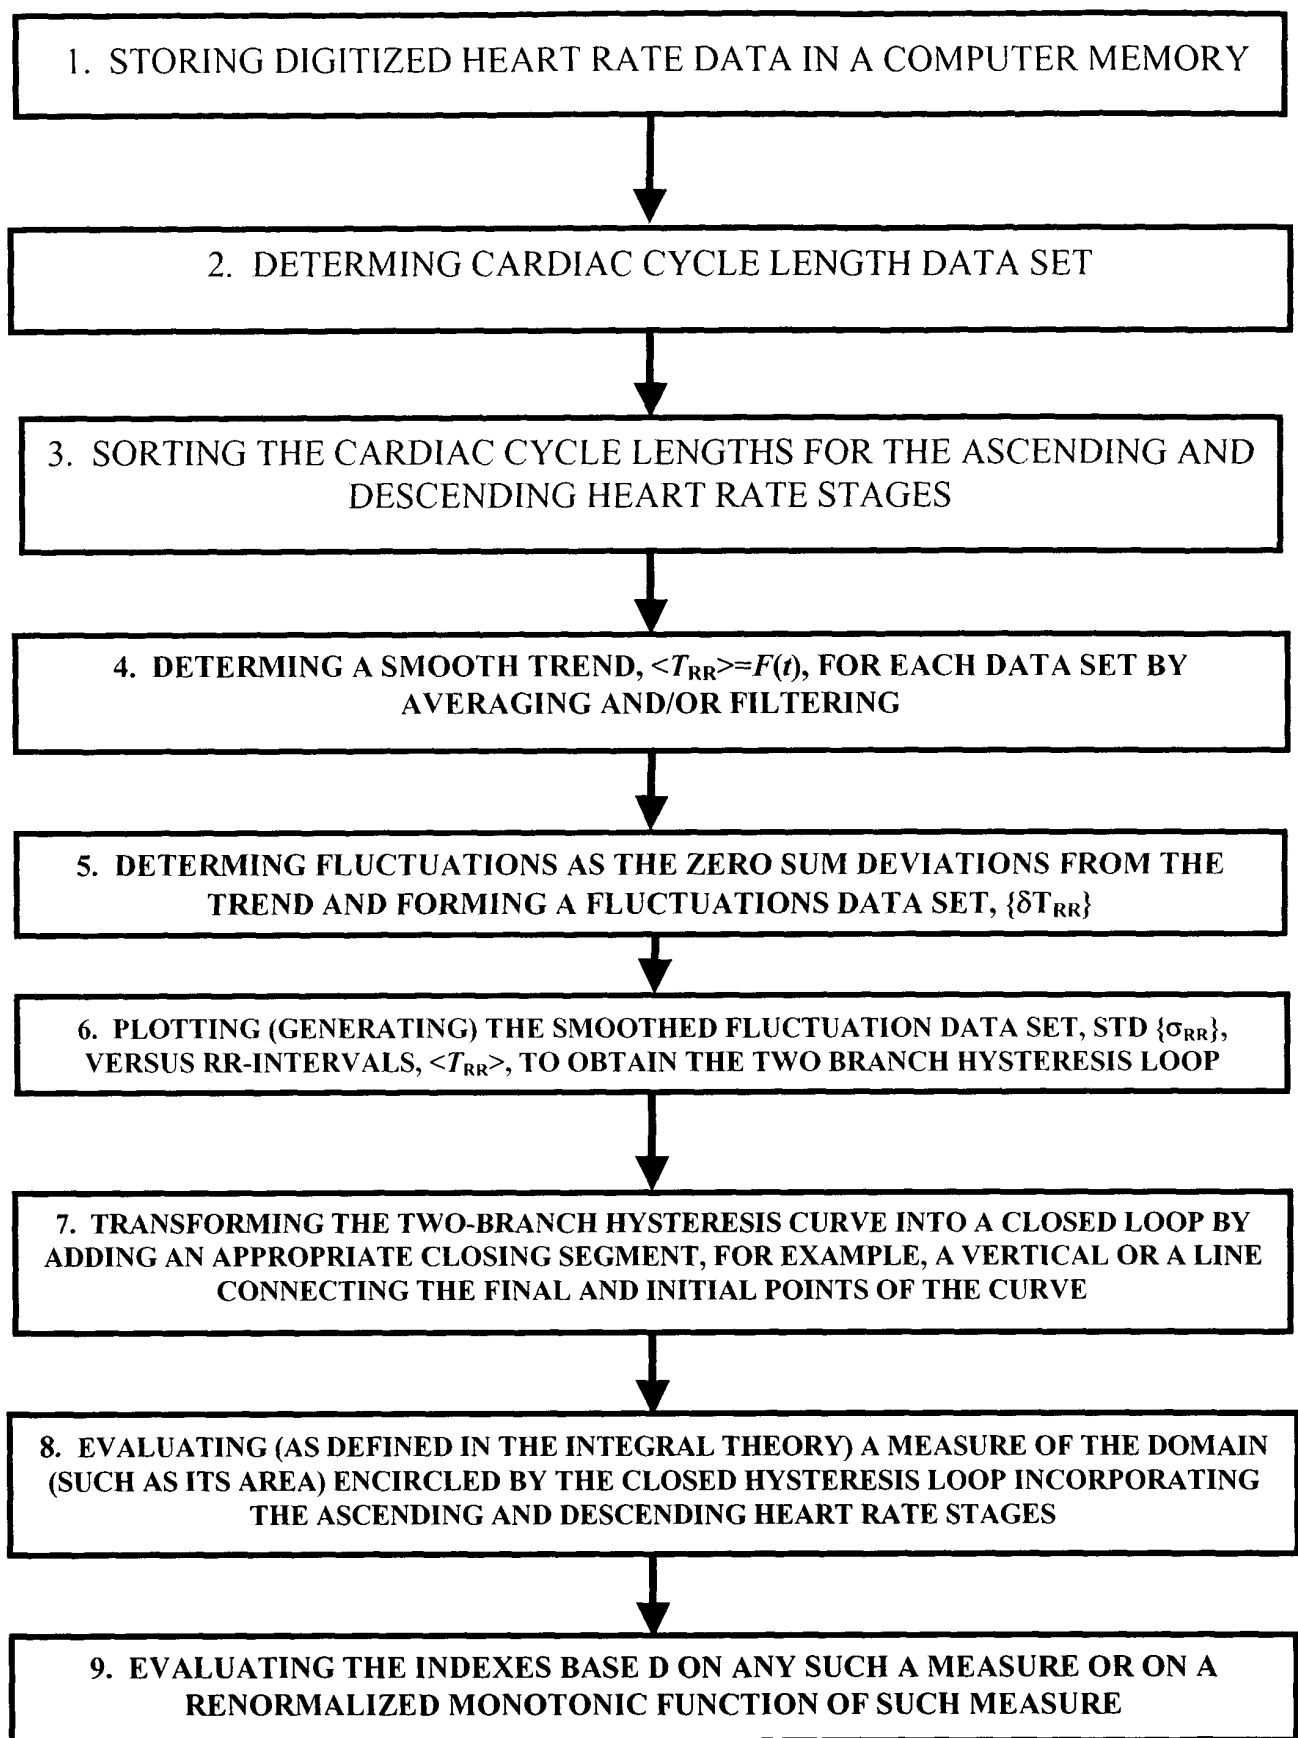 1. STORING DIGITIZED HEART RATE DATA IN A COMPUTER MEMORY
2. DETERMING CARDIAC CYCLE LENGTH DATA SET
3. SORTING THE CARDIAC CYCLE LENGTHS FOR THE ASCENDING AND
DESCENDING HEART RATE STAGES
4. DETERMING A SMOOTH TREND, <T_RR>=F(t), FOR EACH DATA SET BY
AVERAGING AND/OR FILTERING
5. DETERMING FLUCTUATIONS AS THE ZERO SUM DEVIATIONS FROM THE
TREND AND FORMING A FLUCTUATIONS DATA SET, {δT_RR}
6. PLOTTING (GENERATING) THE SMOOTHED FLUCTUATION DATA SET, STD {σ_RR},
VERSUS RR-INTERVALS, <T_RR>, TO OBTAIN THE TWO BRANCH HYSTERESIS LOOP
7. TRANSFORMING THE TWO-BRANCH HYSTERESIS CURVE INTO A CLOSED LOOP BY
ADDING AN APPROPRIATE CLOSING SEGMENT, FOR EXAMPLE, A VERTICAL OR A LINE
CONNECTING THE FINAL AND INITIAL POINTS OF THE CURVE
8. EVALUATING (AS DEFINED IN THE INTEGRAL THEORY) A MEASURE OF THE DOMAIN
(SUCH AS ITS AREA) ENCIRCLED BY THE CLOSED HYSTERESIS LOOP INCORPORATING
THE ASCENDING AND DESCENDING HEART RATE STAGES
9. EVALUATING THE INDEXES BASE D ON ANY SUCH A MEASURE OR ON A
RENORMALIZED MONOTONIC FUNCTION OF SUCH MEASURE